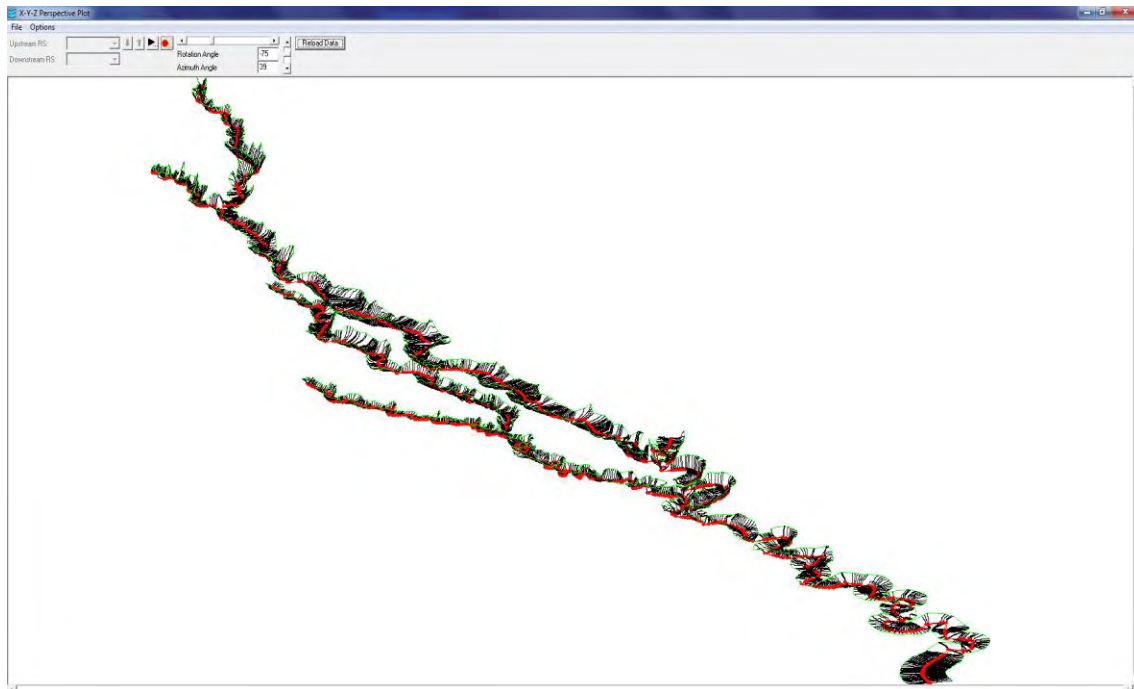 X-Y-Z Perspective Plot
File Options
Upstream RS:
Downstream RS:
Rotation Angle -75
Azimuth Angle 39
Reload Data